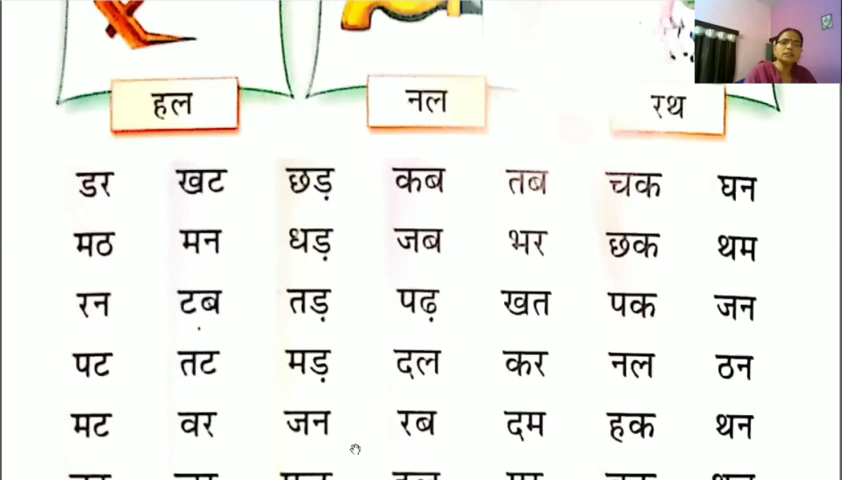 हल नल रथ
डर खट छड़ कब तब चक घन
मठ मन धड़ जब भर छक थम
रन टब तड़ पढ़ खत पक जन
पट तट मड़ दल कर नल ठन
मट वर जन रब दम हक थन